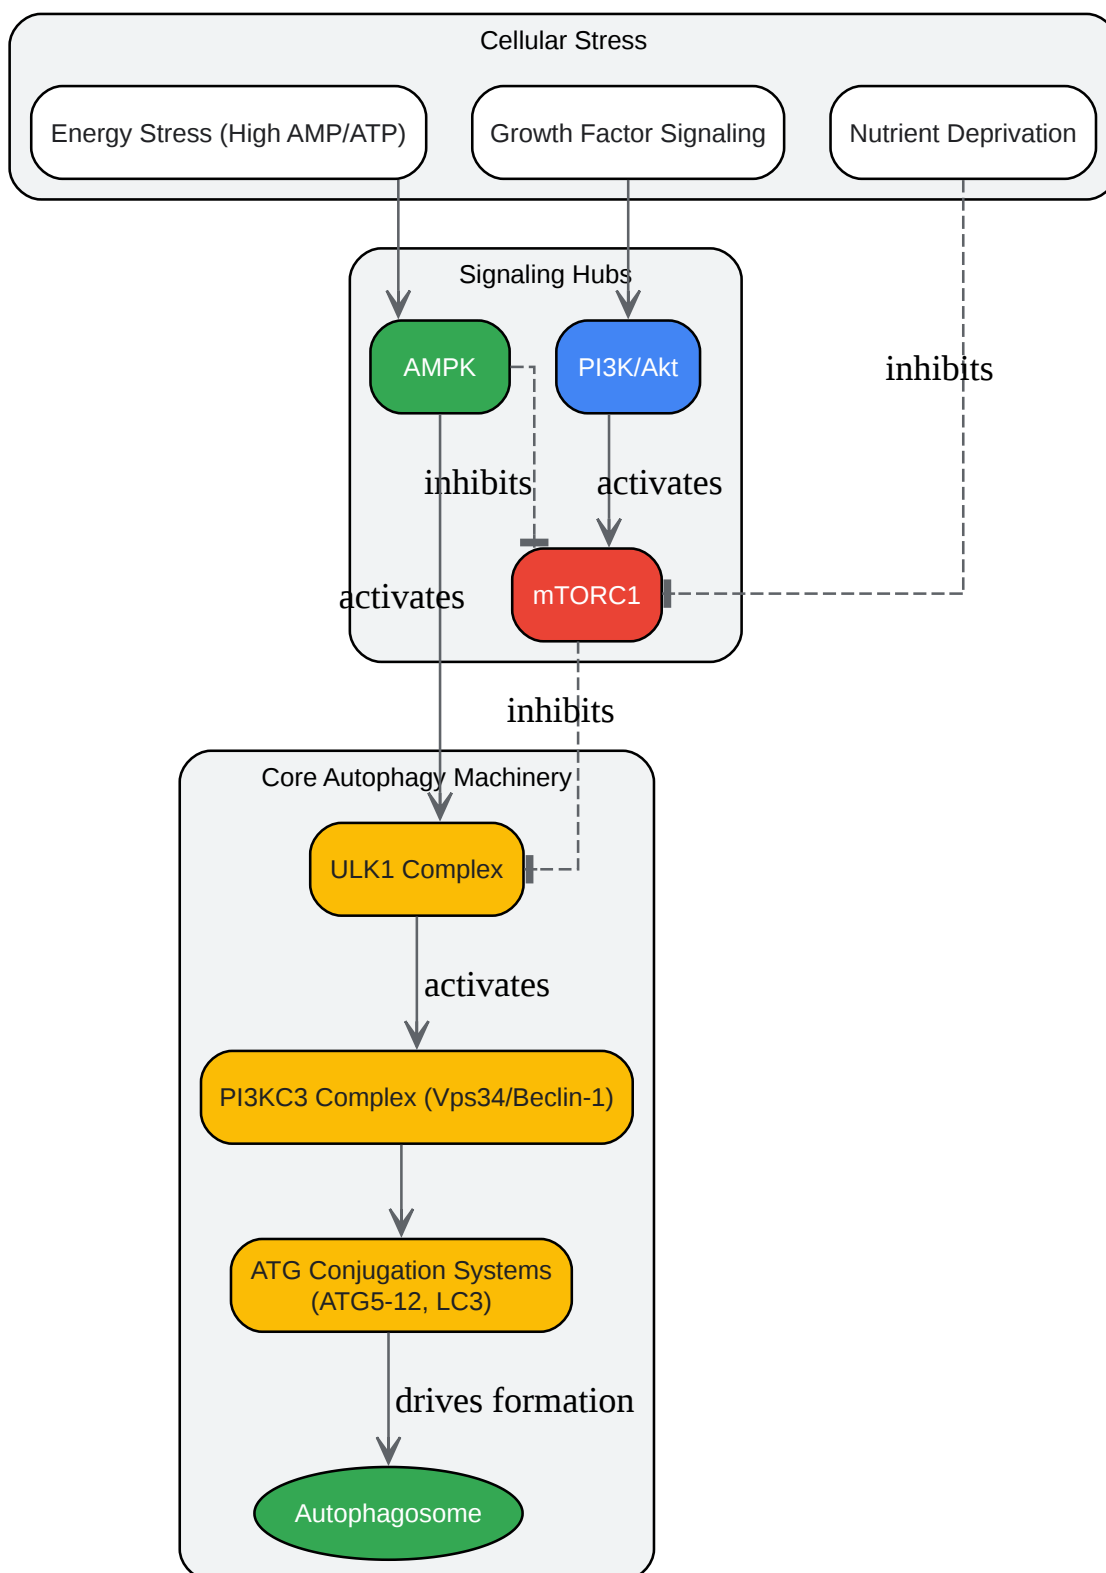 Cellular Stress
Energy Stress (High AMP/ATP)
Growth Factor Signaling
Nutrient Deprivation
Signaling Hubs
AMPK
PI3K/Akt
inhibits
inhibits
activates
activates
mTORC1
inhibits
Core Autophagy Machinery
ULK1 Complex
activates
PI3KC3 Complex (Vps34/Beclin-1)
ATG Conjugation Systems
(ATG5-12, LC3)
drives formation
Autophagosome